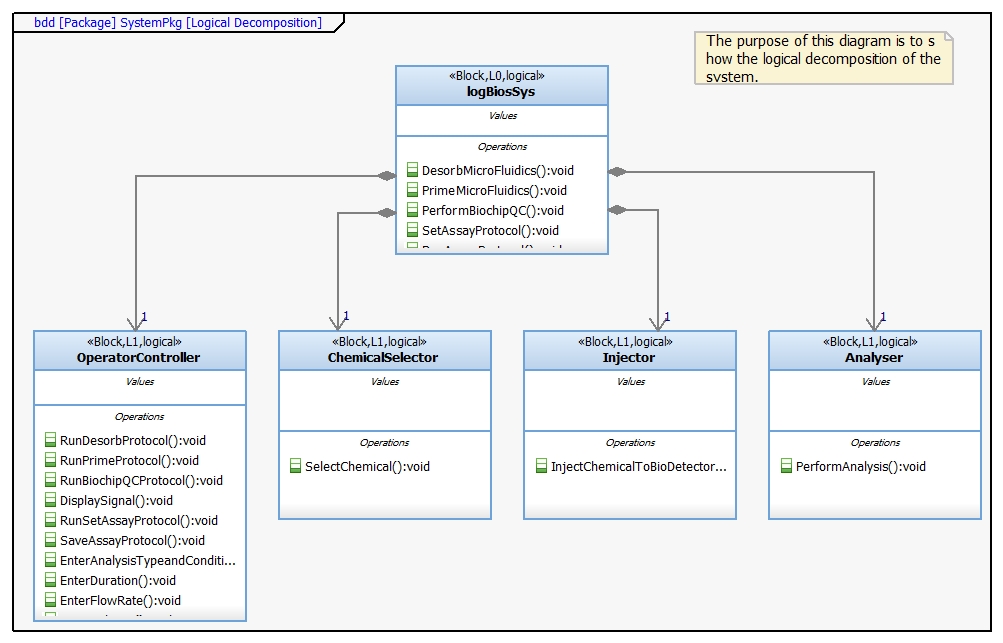 bdd [Package] SystemPkg [Logical Decomposition]
The purpose of this diagram is to s
how the logical decomposition of the
system.
«Block,L0,logical»
logBiosSys
Values
Operations
DesorbMicroFluidics():void
PrimeMicroFluidics():void
PerformBiochipQC():void
SetAssayProtocol():void
1
1
1
1
«Block,L1,logical»
OperatorController
Values
Operations
RunDesorbProtocol():void
RunPrimeProtocol():void
RunBiochipQCProtocol():void
DisplaySignal():void
RunSetAssayProtocol():void
SaveAssayProtocol():void
EnterAnalysisTypeandConditi...
EnterDuration():void
EnterFlowRate():void
«Block,L1,logical»
ChemicalSelector
Values
Operations
SelectChemical():void
«Block,L1,logical»
Injector
Values
Operations
InjectChemicalToBioDetector...
«Block,L1,logical»
Analyser
Values
Operations
PerformAnalysis():void